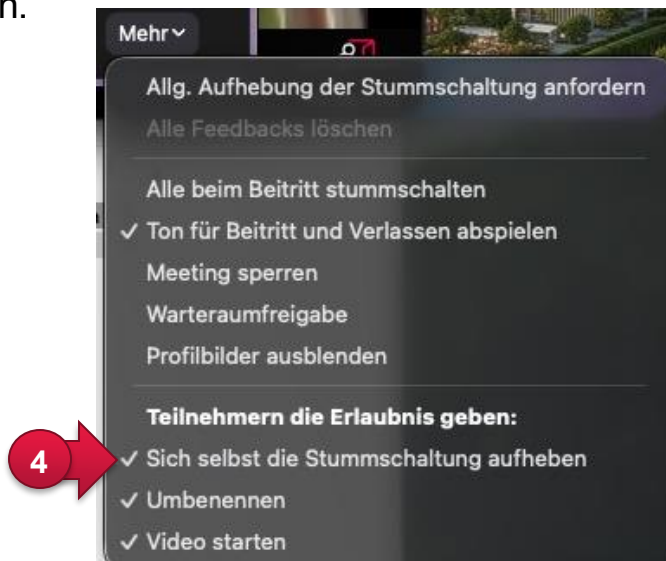 n.
Mehr
Allg. Aufhebung der Stummschaltung anfordern
Alle Feedbacks löschen
Alle beim Beitritt stummschalten
✓ Ton für Beitritt und Verlassen abspielen
Meeting sperren
Warteraumfreigabe
Profilbilder ausblenden
Teilnehmern die Erlaubnis geben:
4 ✓ Sich selbst die Stummschaltung aufheben
✓ Umbenennen
✓ Video starten